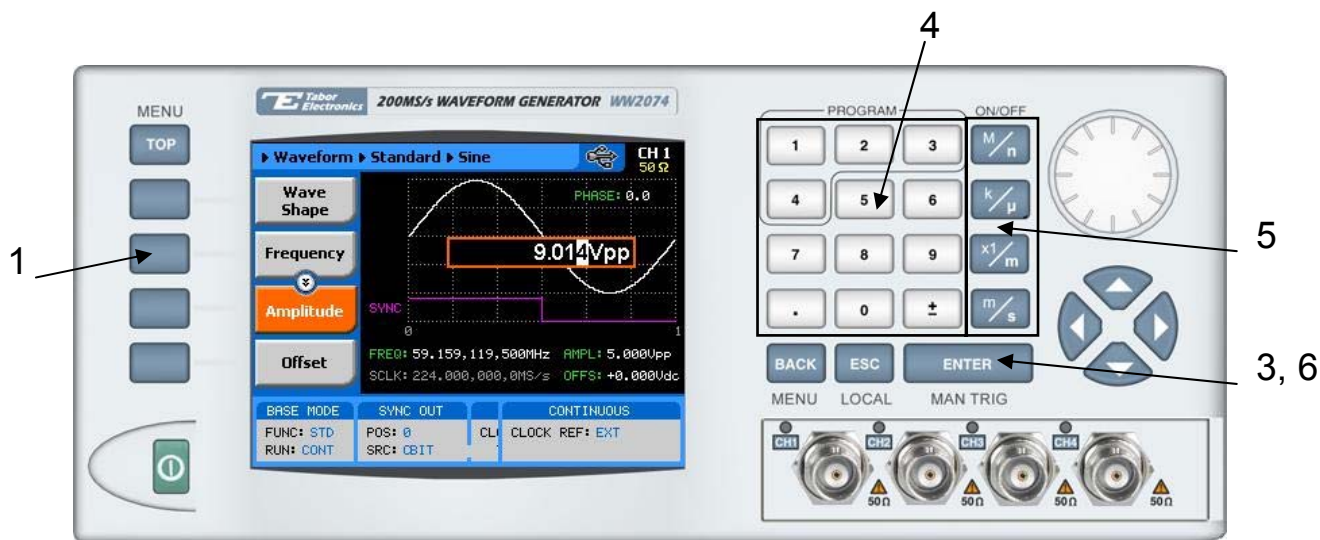 4
MENU
TOP
Tabor Electronics 200MS/s WAVEFORM GENERATOR WW2074
Waveform Standard Sine
CH 1
50 Ω
Wave Shape
Frequency
Amplitude
Offset
PHASE: 0.0
9.014Vpp
SYNC
0 1
FREQ: 59.159,119,500MHz AMPL: 5.000Vpp
SCLK: 224.000,000,0MS/s OFFS: +0.000Vdc
BASE MODE SYNC OUT CONTINUOUS
FUNC: STD POS: 0 CL CLOCK REF: EXT
RUN: CONT SRC: CBIT
PROGRAM ON/OFF
1 2 3 M/n
4 5 6 k/µ
7 8 9 x1/m
. 0 ± m/s
BACK ESC ENTER
MENU LOCAL MAN TRIG
CH1 CH2 CH3 CH4
50Ω 50Ω 50Ω 50Ω
1
5
3, 6